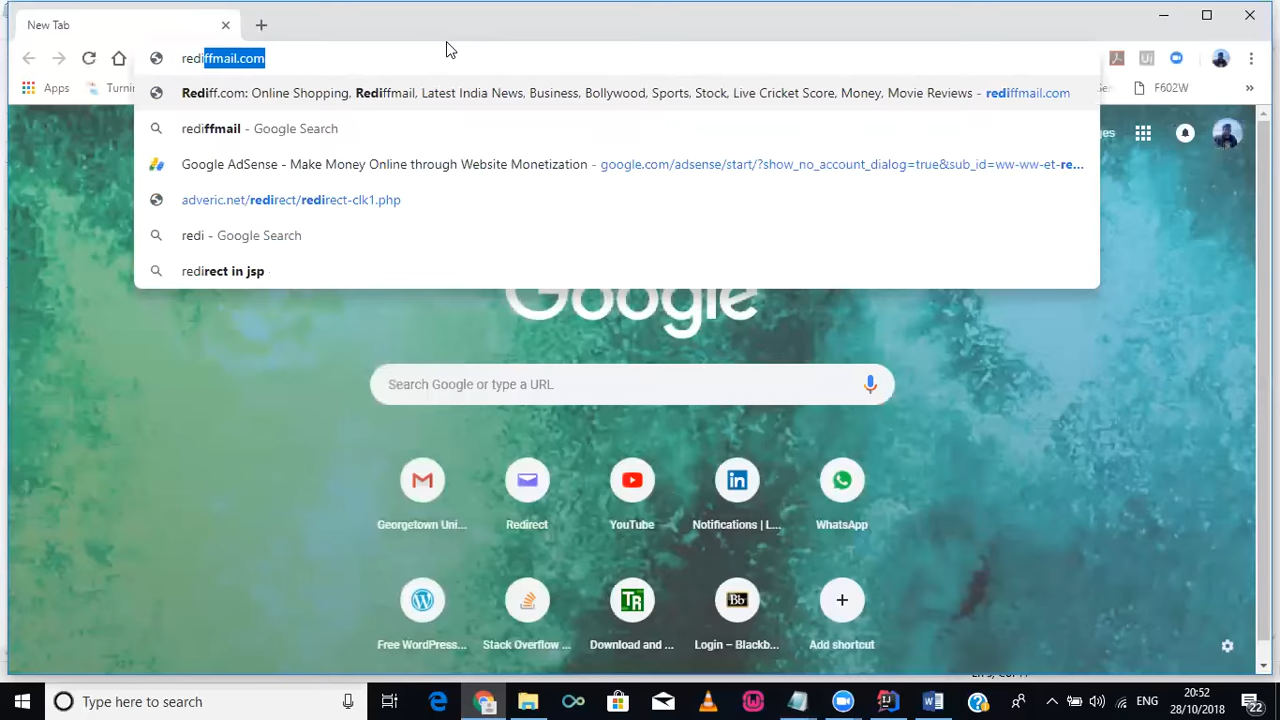 New Tab
rediffmail.com
Apps
F602W
Rediff.com: Online Shopping, Rediffmail, Latest India News, Business, Bollywood, Sports, Stock, Live Cricket Score, Money, Movie Reviews - rediffmail.com
rediffmail - Google Search
Google AdSense - Make Money Online through Website Monetization - google.com/adsense/start/?show_no_account_dialog=true&sub_id=ww-ww-et-re...
adveric.net/redirect/redirect-clk1.php
redi - Google Search
redirect in jsp
Google
Search Google or type a URL
Georgetown Uni...
Redirect
YouTube
Notifications | L...
WhatsApp
Free WordPress...
Stack Overflow ...
Download and ...
Login – Blackb...
Add shortcut
Type here to search
ENG
20:52
28/10/2018
22